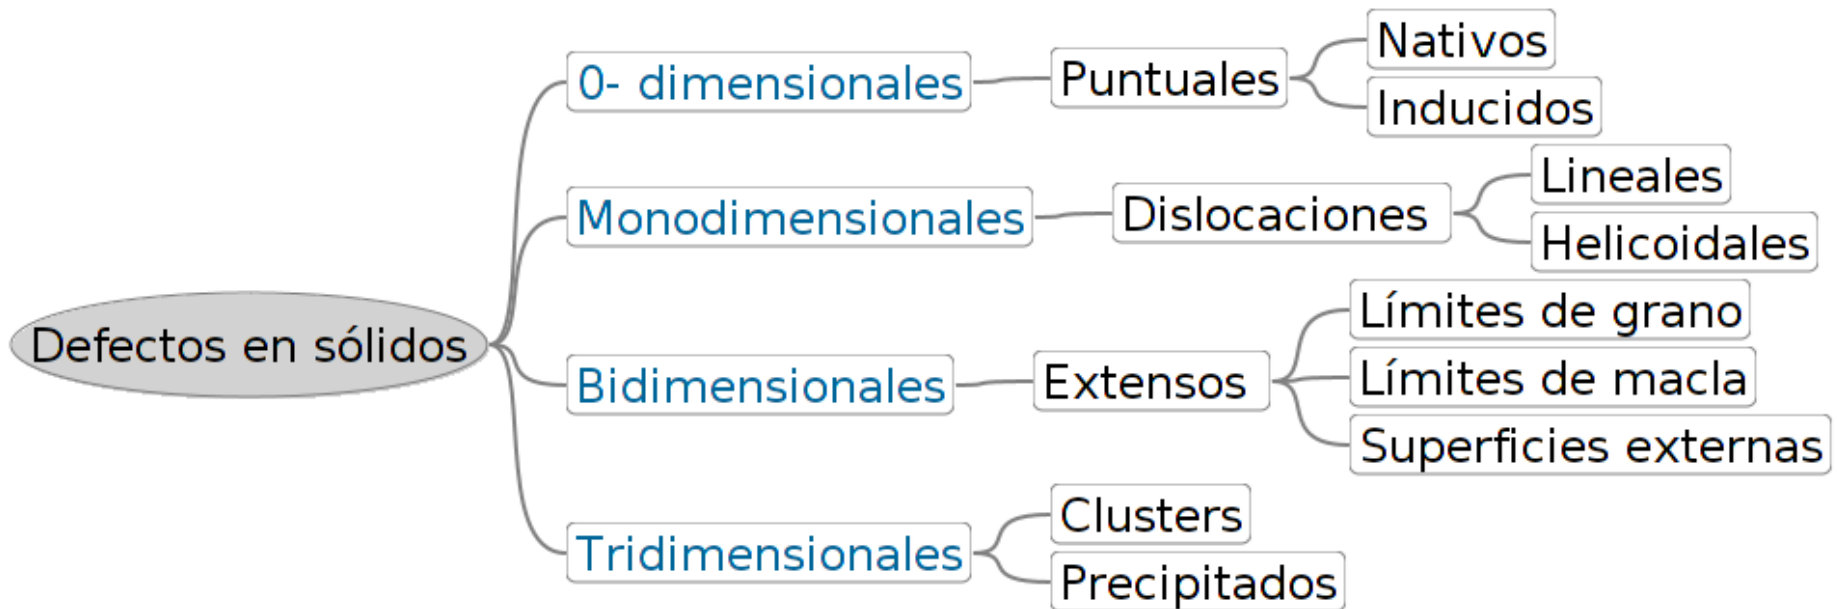 Defectos en sólidos
0- dimensionales
Puntuales
Nativos
Inducidos
Monodimensionales
Dislocaciones
Lineales
Helicoidales
Bidimensionales
Extensos
Límites de grano
Límites de macla
Superficies externas
Tridimensionales
Clusters
Precipitados